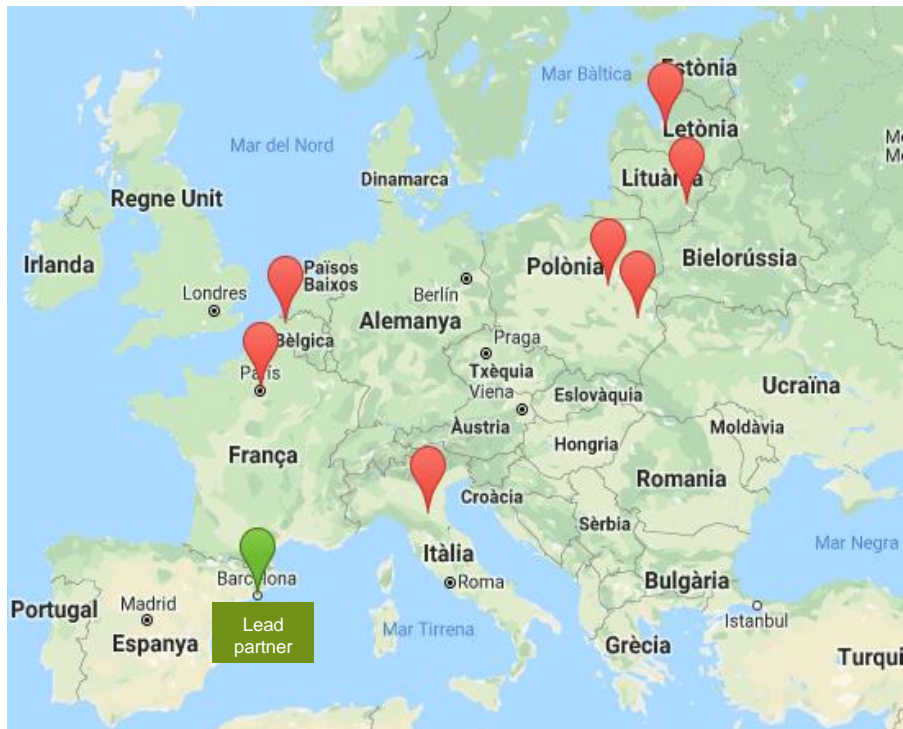 Mar Bàltica
Estònia
Letònia
Mar del Nord
Dinamarca
Lituània
Regne Unit
Irlanda
Països
Baixos
Polònia
Bielorússia
Londres
Berlín
Alemanya
Bèlgica
Praga
Txèquia
París
Ucraïna
Viena
Eslovàquia
Àustria
Moldàvia
Hongria
França
Romania
Croàcia
Sèrbia
Mar Negra
Itàlia
Barcelona
Roma
Bulgària
Portugal
Madrid
Istanbul
Lead
partner
Mar Tirrena
Espanya
Grècia
Turqui